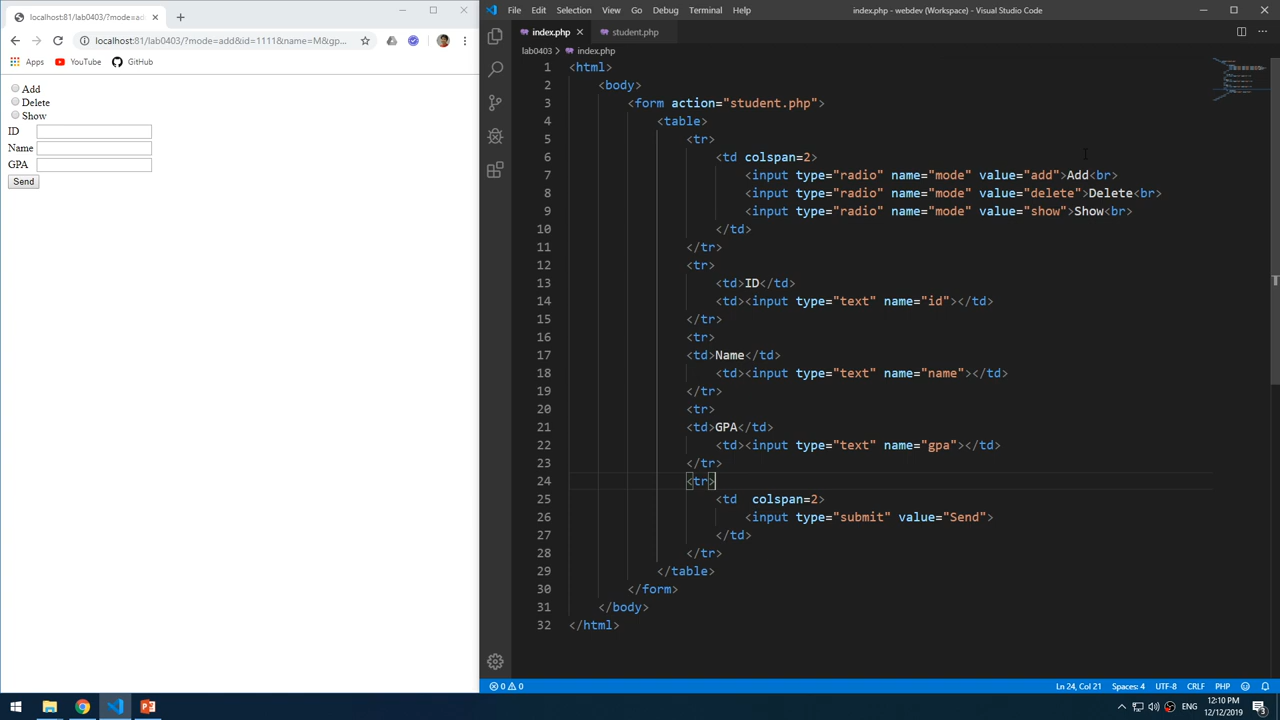 localhost:81/lab0403/?mode=add
localhost:81/lab0403/?mode=add&id=1111&name=M&gp...
Apps YouTube GitHub
Add
Delete
Show
ID
Name
GPA
Send
File Edit Selection View Go Debug Terminal Help index.php - webdev (Workspace) - Visual Studio Code
index.php student.php
lab0403 > index.php
1 <html>
2 <body>
3 <form action="student.php">
4 <table>
5 <tr>
6 <td colspan=2>
7 <input type="radio" name="mode" value="add">Add<br>
8 <input type="radio" name="mode" value="delete">Delete<br>
9 <input type="radio" name="mode" value="show">Show<br>
10 </td>
11 </tr>
12 <tr>
13 <td>ID</td>
14 <td><input type="text" name="id"></td>
15 </tr>
16 <tr>
17 <td>Name</td>
18 <td><input type="text" name="name"></td>
19 </tr>
20 <tr>
21 <td>GPA</td>
22 <td><input type="text" name="gpa"></td>
23 </tr>
24 <tr>
25 <td  colspan=2>
26 <input type="submit" value="Send">
27 </td>
28 </tr>
29 </table>
30 </form>
31 </body>
32 </html>
0 0 Ln 24, Col 21 Spaces: 4 UTF-8 CRLF PHP
ENG 12:10 PM
12/12/2019 3